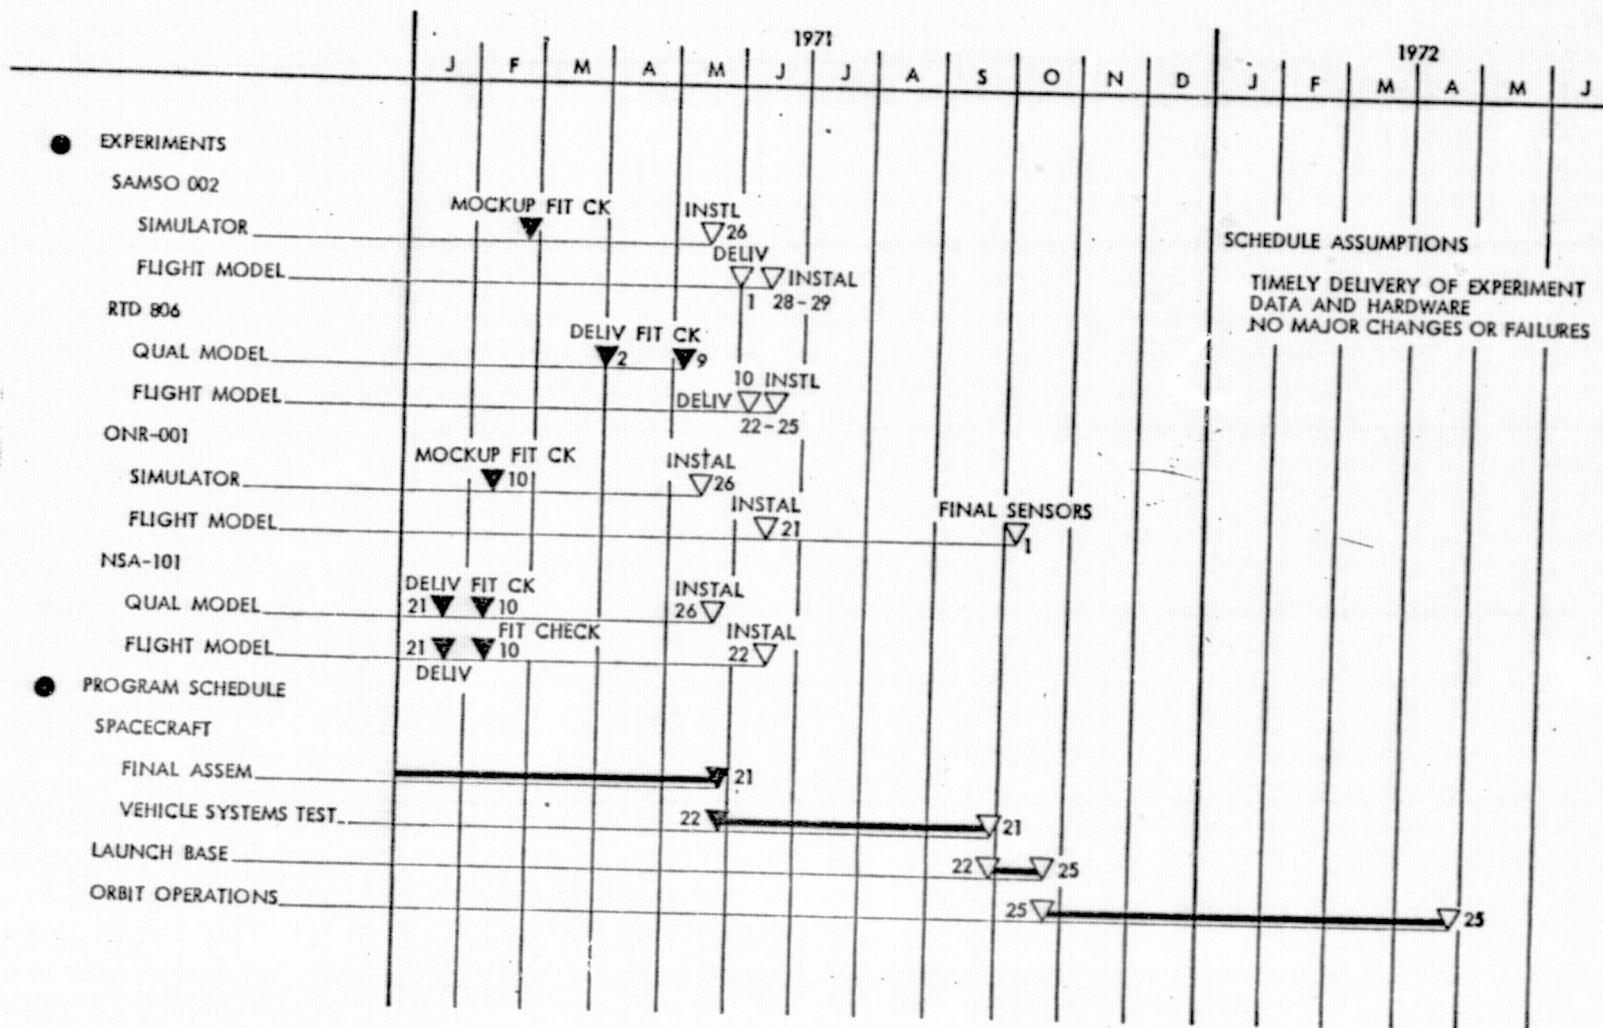 1971
1972
J F M A M J J A S O N D J F M A M J
EXPERIMENTS
SAMSO 002
MOCKUP FIT CK INSTL
SIMULATOR 26
DELIV
FLIGHT MODEL INSTAL
1 28-29
SCHEDULE ASSUMPTIONS
TIMELY DELIVERY OF EXPERIMENT
DATA AND HARDWARE
NO MAJOR CHANGES OR FAILURES
RTD 806
DELIV FIT CK
QUAL MODEL 2 9
10 INSTL
FLIGHT MODEL DELIV
22-25
ONR-001
MOCKUP FIT CK INSTAL
SIMULATOR 10 26
INSTAL FINAL SENSORS
FLIGHT MODEL 21 1
NSA-101
DELIV FIT CK INSTAL
QUAL MODEL 21 10 26
FIT CHECK INSTAL
FLIGHT MODEL 21 10 22
DELIV
PROGRAM SCHEDULE
SPACECRAFT
FINAL ASSEM 21
VEHICLE SYSTEMS TEST 22 21
LAUNCH BASE 22 25
ORBIT OPERATIONS 25 25